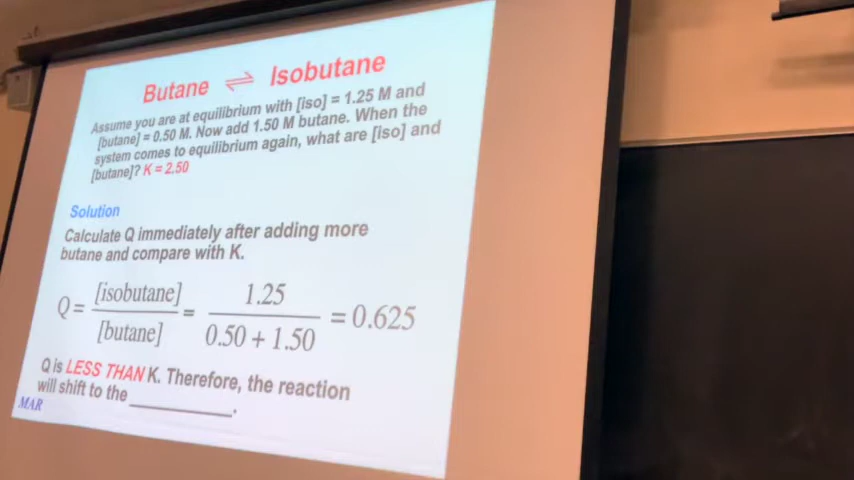 Butane ⇌ Isobutane
Assume you are at equilibrium with [iso] = 1.25 M and
[butane] = 0.50 M. Now add 1.50 M butane. When the
system comes to equilibrium again, what are [iso] and
[butane]? K = 2.50
Solution
Calculate Q immediately after adding more
butane and compare with K.
Q = [isobutane] / [butane] = 1.25 / 0.50 + 1.50 = 0.625
Q is LESS THAN K. Therefore, the reaction
will shift to the ____________.
MAR